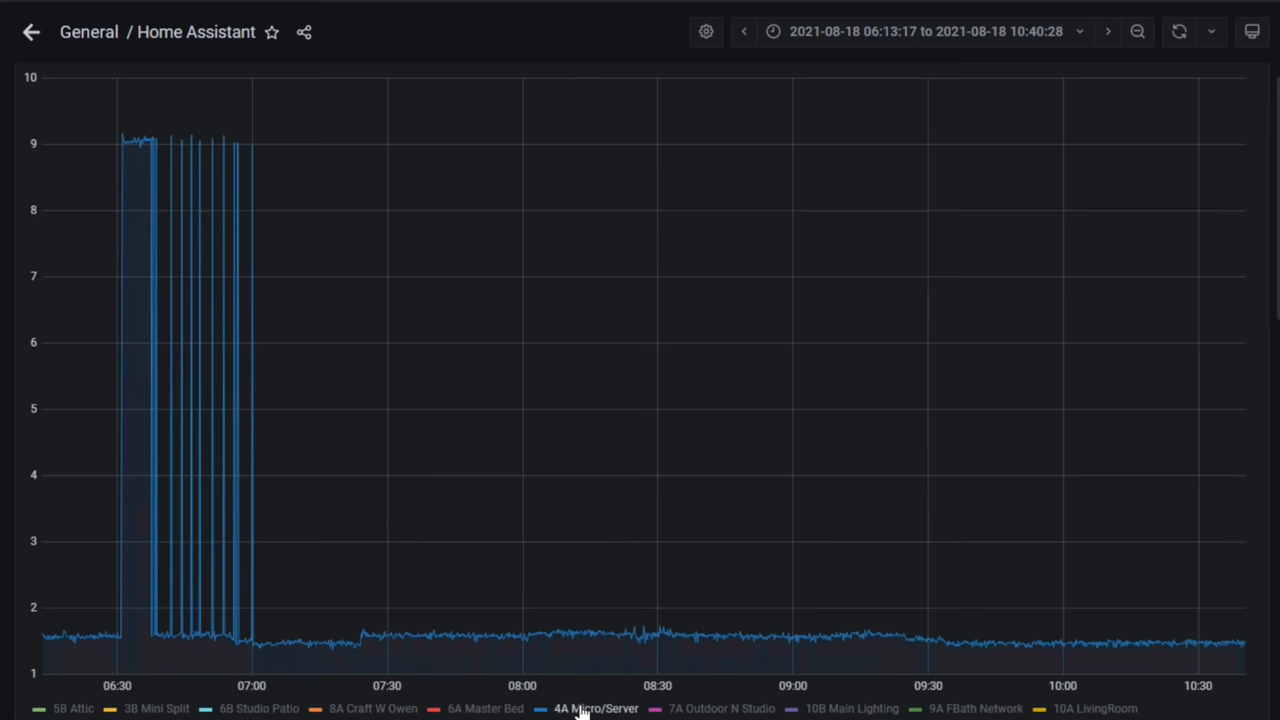 General / Home Assistant
2021-08-18 06:13:17 to 2021-08-18 10:40:28
10
9
8
7
6
5
4
3
2
1
06:30 07:00 07:30 08:00 08:30 09:00 09:30 10:00 10:30
5B Attic 3B Mini Split 6B Studio Patio 8A Craft W Owen 6A Master Bed 4A Micro/Server 7A Outdoor N Studio 10B Main Lighting 9A FBath Network 10A LivingRoom